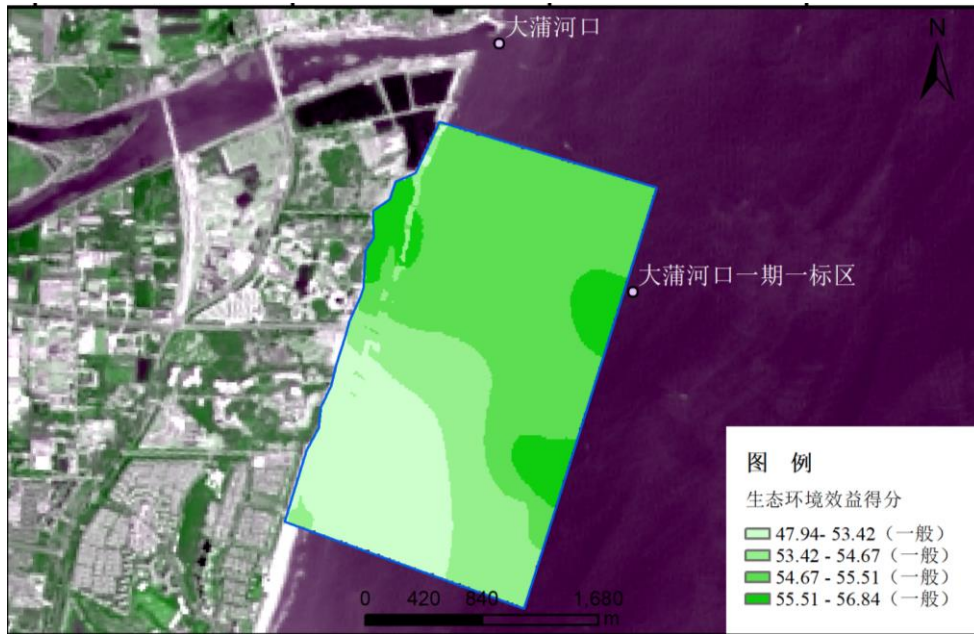 大蒲河口
N
大蒲河口一期一标区
图 例
生态环境效益得分
47.94- 53.42（一般）
53.42 - 54.67（一般）
54.67 - 55.51（一般）
55.51 - 56.84（一般）
0 420 840 1,680
m